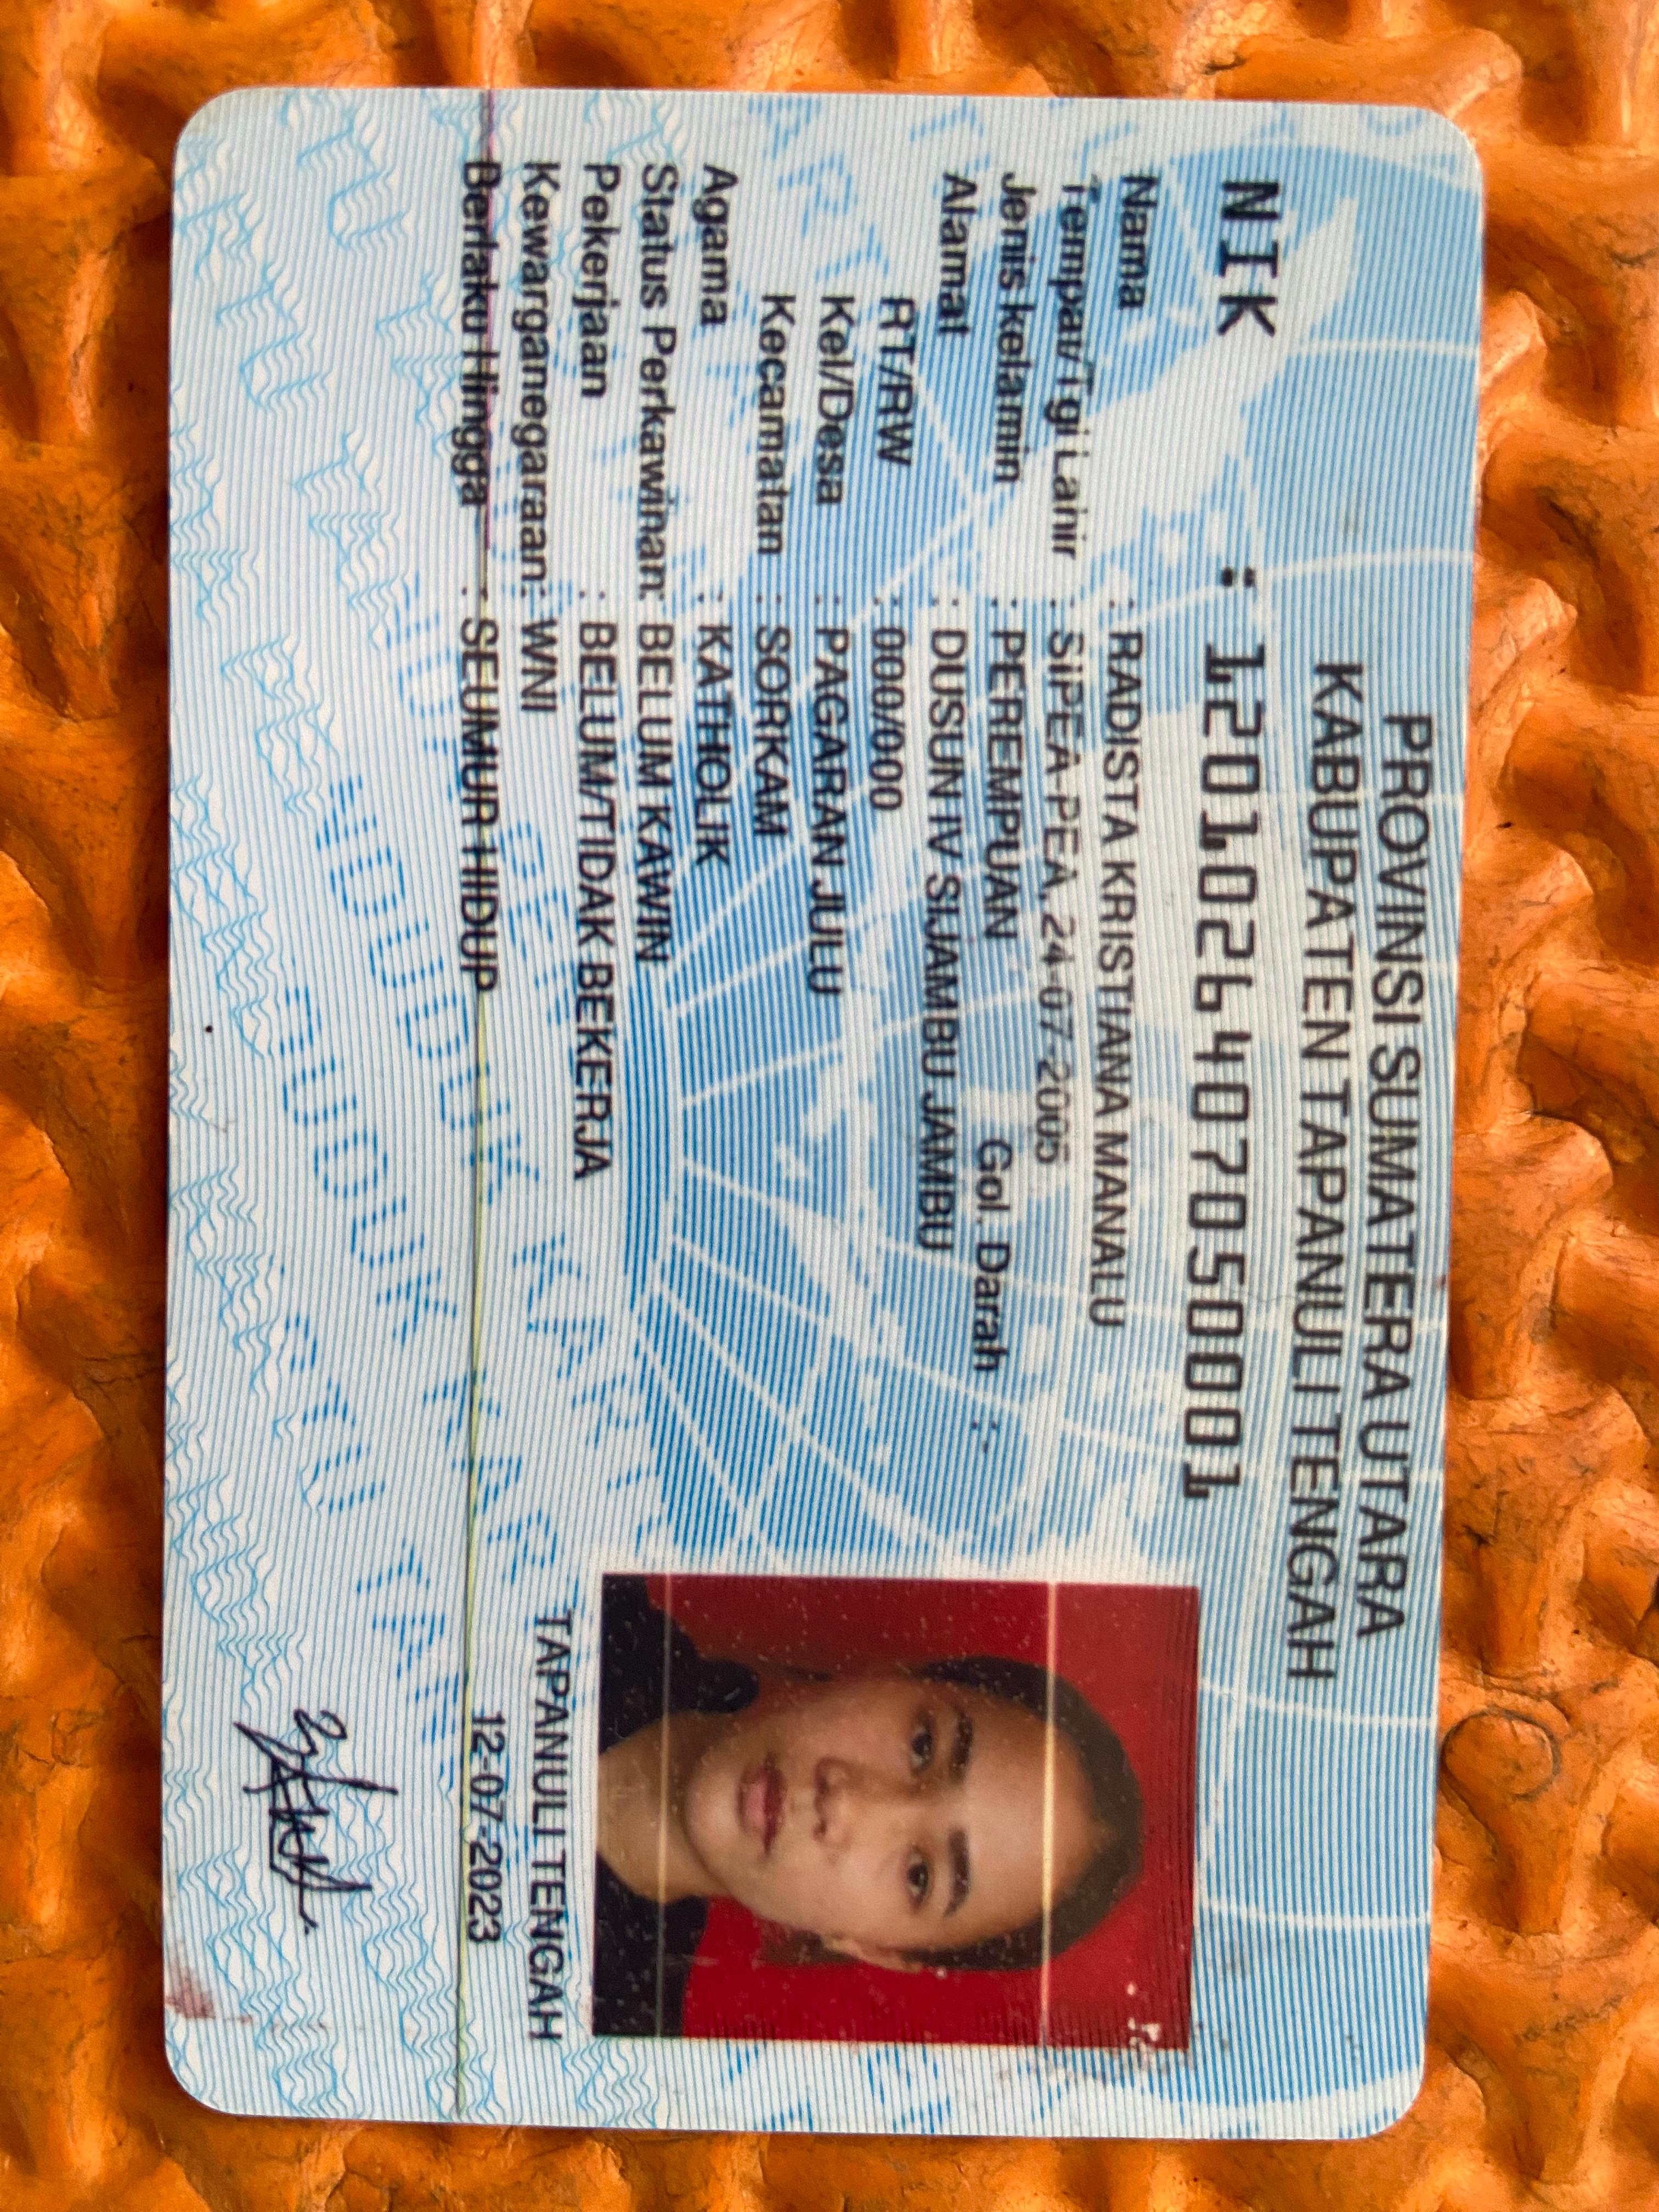 PROVINSI SUMATERA UTARA
KABUPATEN TAPANULI TENGAH
NIK : 1201026407050001
Nama : RADISTA KRISTIANA MANALU
Tempat/Tgl Lahir : SIPEA-PEA, 24-07-2005
Jenis kelamin : PEREMPUAN Gol. Darah :-
Alamat : DUSUN IV SIJAMBU JAMBU
RT/RW : 000/000
Kel/Desa : PAGARAN JULU
Kecamatan : SORKAM
Agama : KATHOLIK
Status Perkawinan: BELUM KAWIN
Pekerjaan : BELUM/TIDAK BEKERJA
Kewarganegaraan: WNI
Berlaku Hingga : SEUMUR HIDUP
TAPANULI TENGAH
12-07-2023